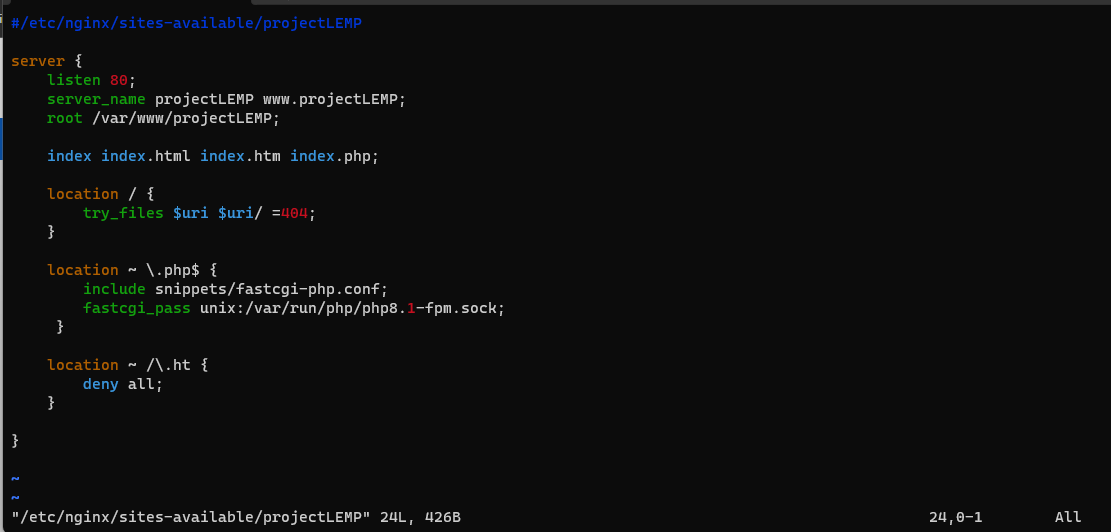 #/etc/nginx/sites-available/projectLEMP
server {
    listen 80;
    server_name projectLEMP www.projectLEMP;
    root /var/www/projectLEMP;
    index index.html index.htm index.php;
    location / {
        try_files $uri $uri/ =404;
    }
    location ~ \.php$ {
        include snippets/fastcgi-php.conf;
        fastcgi_pass unix:/var/run/php/php8.1-fpm.sock;
     }
    location ~ /\.ht {
        deny all;
    }
}
~
~
"/etc/nginx/sites-available/projectLEMP" 24L, 426B 24,0-1 All